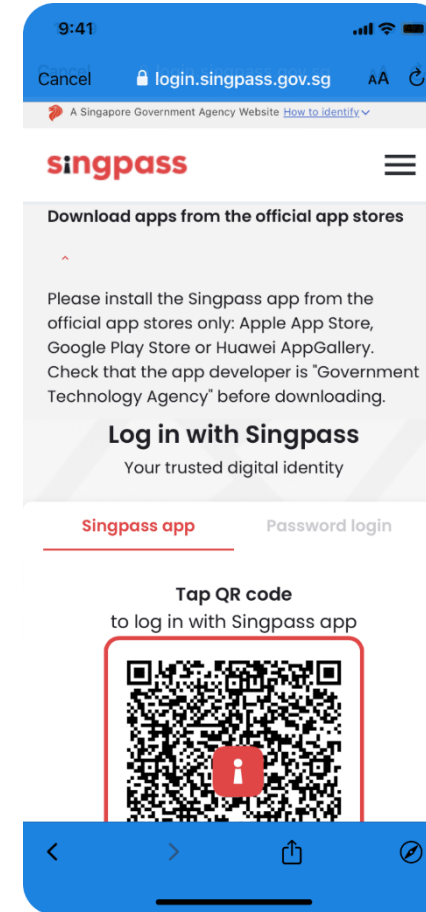 9:41
Cancel login.singpass.gov.sg AA
A Singapore Government Agency Website How to identify
singpass
Download apps from the official app stores
Please install the Singpass app from the
official app stores only: Apple App Store,
Google Play Store or Huawei AppGallery.
Check that the app developer is "Government
Technology Agency" before downloading.
Log in with Singpass
Your trusted digital identity
Singpass app Password login
Tap QR code
to log in with Singpass app